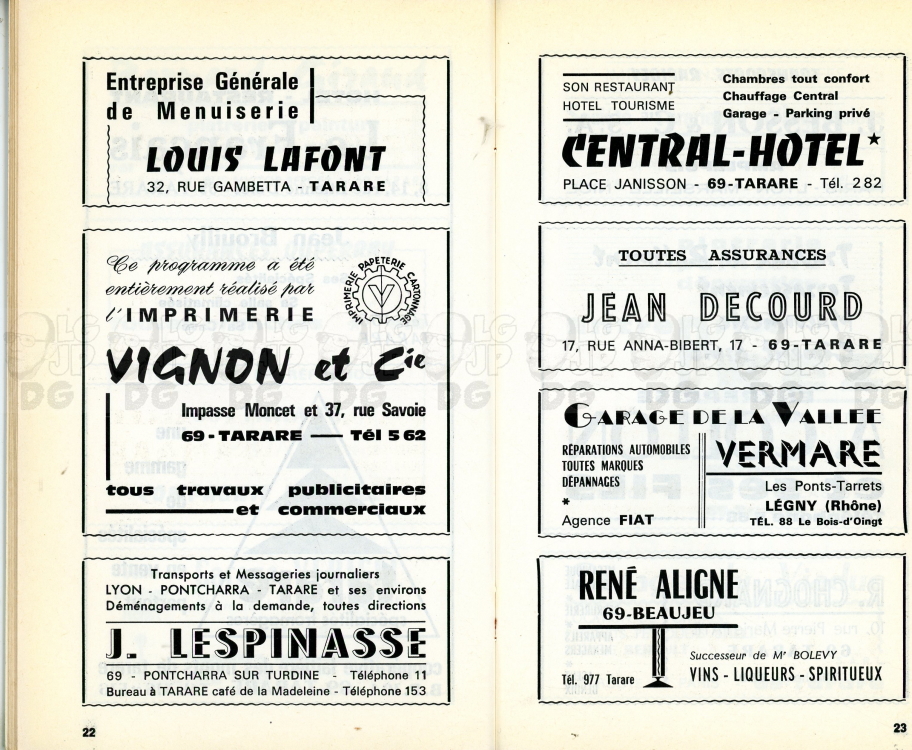 Entreprise Générale
de Menuiserie
LOUIS LAFONT
32, RUE GAMBETTA - TARARE
Ce programme a été
entièrement réalisé par
l'IMPRIMERIE
IMPRIMERIE PAPETERIE CARTONNAGE
V
VIGNON et Cie
Impasse Moncet et 37, rue Savoie
69 - TARARE — Tél 5 62
tous travaux publicitaires
et commerciaux
Transports et Messageries journaliers
LYON - PONTCHARRA - TARARE et ses environs
Déménagements à la demande, toutes directions
J. LESPINASSE
69 - PONTCHARRA SUR TURDINE - Téléphone 11
Bureau à TARARE café de la Madeleine - Téléphone 153
22
SON RESTAURANT
HOTEL TOURISME
Chambres tout confort
Chauffage Central
Garage - Parking privé
CENTRAL-HOTEL*
PLACE JANISSON - 69-TARARE - Tél. 282
TOUTES ASSURANCES
JEAN DECOURD
17, RUE ANNA-BIBERT, 17 - 69-TARARE
GARAGE DE LA VALLEE
RÉPARATIONS AUTOMOBILES
TOUTES MARQUES
DÉPANNAGES
*
Agence FIAT
VERMARE
Les Ponts-Tarrets
LÉGNY (Rhône)
TÉL. 88 Le Bois-d'Oingt
RENÉ ALIGNE
69-BEAUJEU
Tél. 977 Tarare
Successeur de Mr BOLEVY
VINS - LIQUEURS - SPIRITUEUX
23
LG JP DG